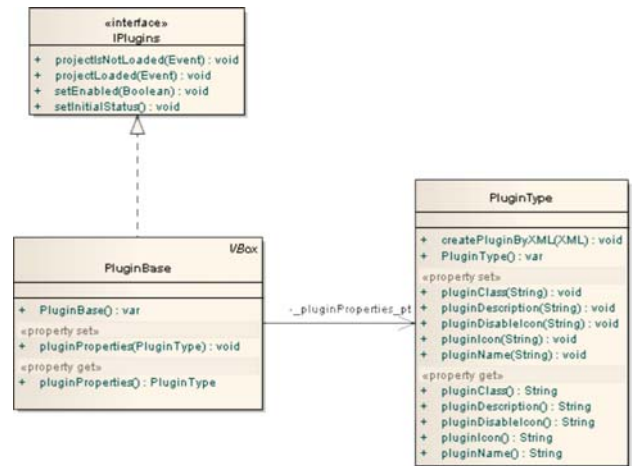 «interface»
IPlugins
+ projectIsNotLoaded(Event) : void
+ projectLoaded(Event) : void
+ setEnabled(Boolean) : void
+ setInitialStatus() : void
VBox
PluginBase
+ PluginBase() : var
«property set»
+ pluginProperties(PluginType) : void
«property get»
+ pluginProperties() : PluginType
-_pluginProperties_pt
PluginType
+ createPluginByXML(XML) : void
+ PluginType() : var
«property set»
+ pluginClass(String) : void
+ pluginDescription(String) : void
+ pluginDisableIcon(String) : void
+ pluginIcon(String) : void
+ pluginName(String) : void
«property get»
+ pluginClass() : String
+ pluginDescription() : String
+ pluginDisableIcon() : String
+ pluginIcon() : String
+ pluginName() : String